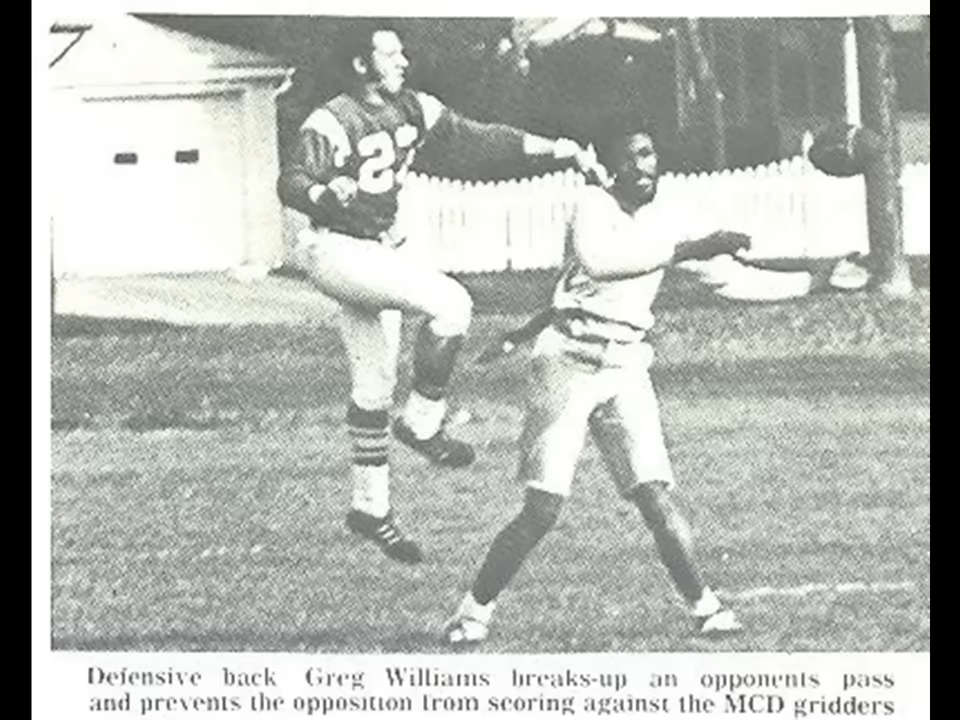 27
Defensive back Greg Williams breaks-up an opponents pass
and prevents the opposition from scoring against the MCD gridders